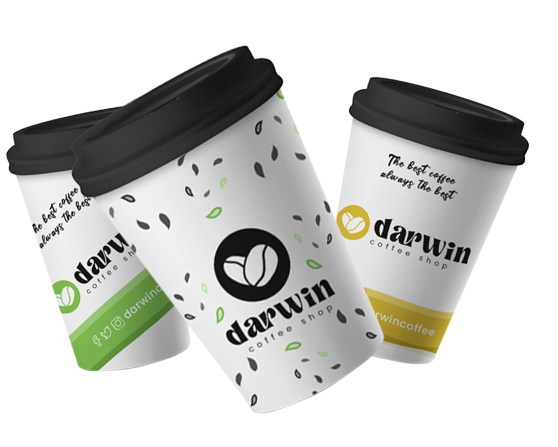 The best coffee
always the best
darwin
coffee shop
darwinc
darwin
coffee shop
The best coffee
always the best
darwin
coffee shop
rwincoffee